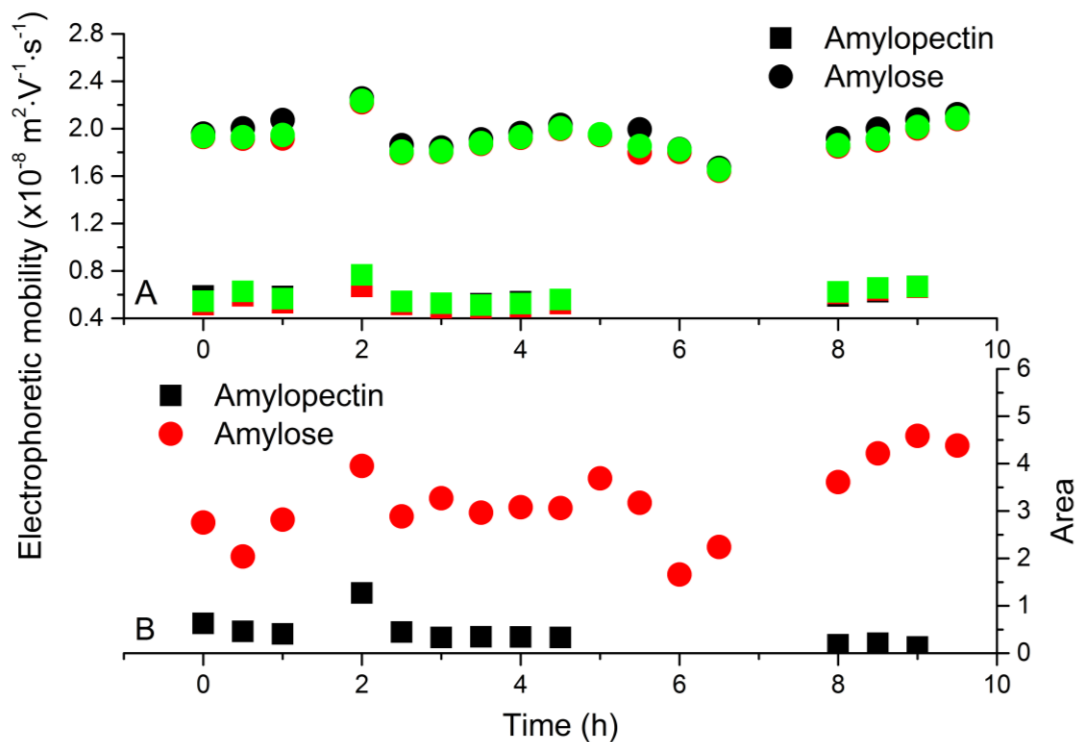 Electrophoretic mobility (x10⁻⁸ m²·V⁻¹·s⁻¹)
2.8
2.4
2.0
1.6
1.2
0.8
0.4
Amylopectin
Amylose
A
0 2 4 6 8 10
Amylopectin
Amylose
B
6
5
4
3
2
1
0
Area
0 2 4 6 8 10
Time (h)